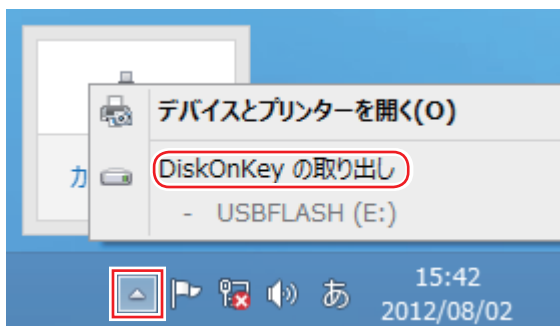 デバイスとプリンターを開く(O)
カ
DiskOnKey の取り出し
- USBFLASH (E:)
あ
15:42
2012/08/02